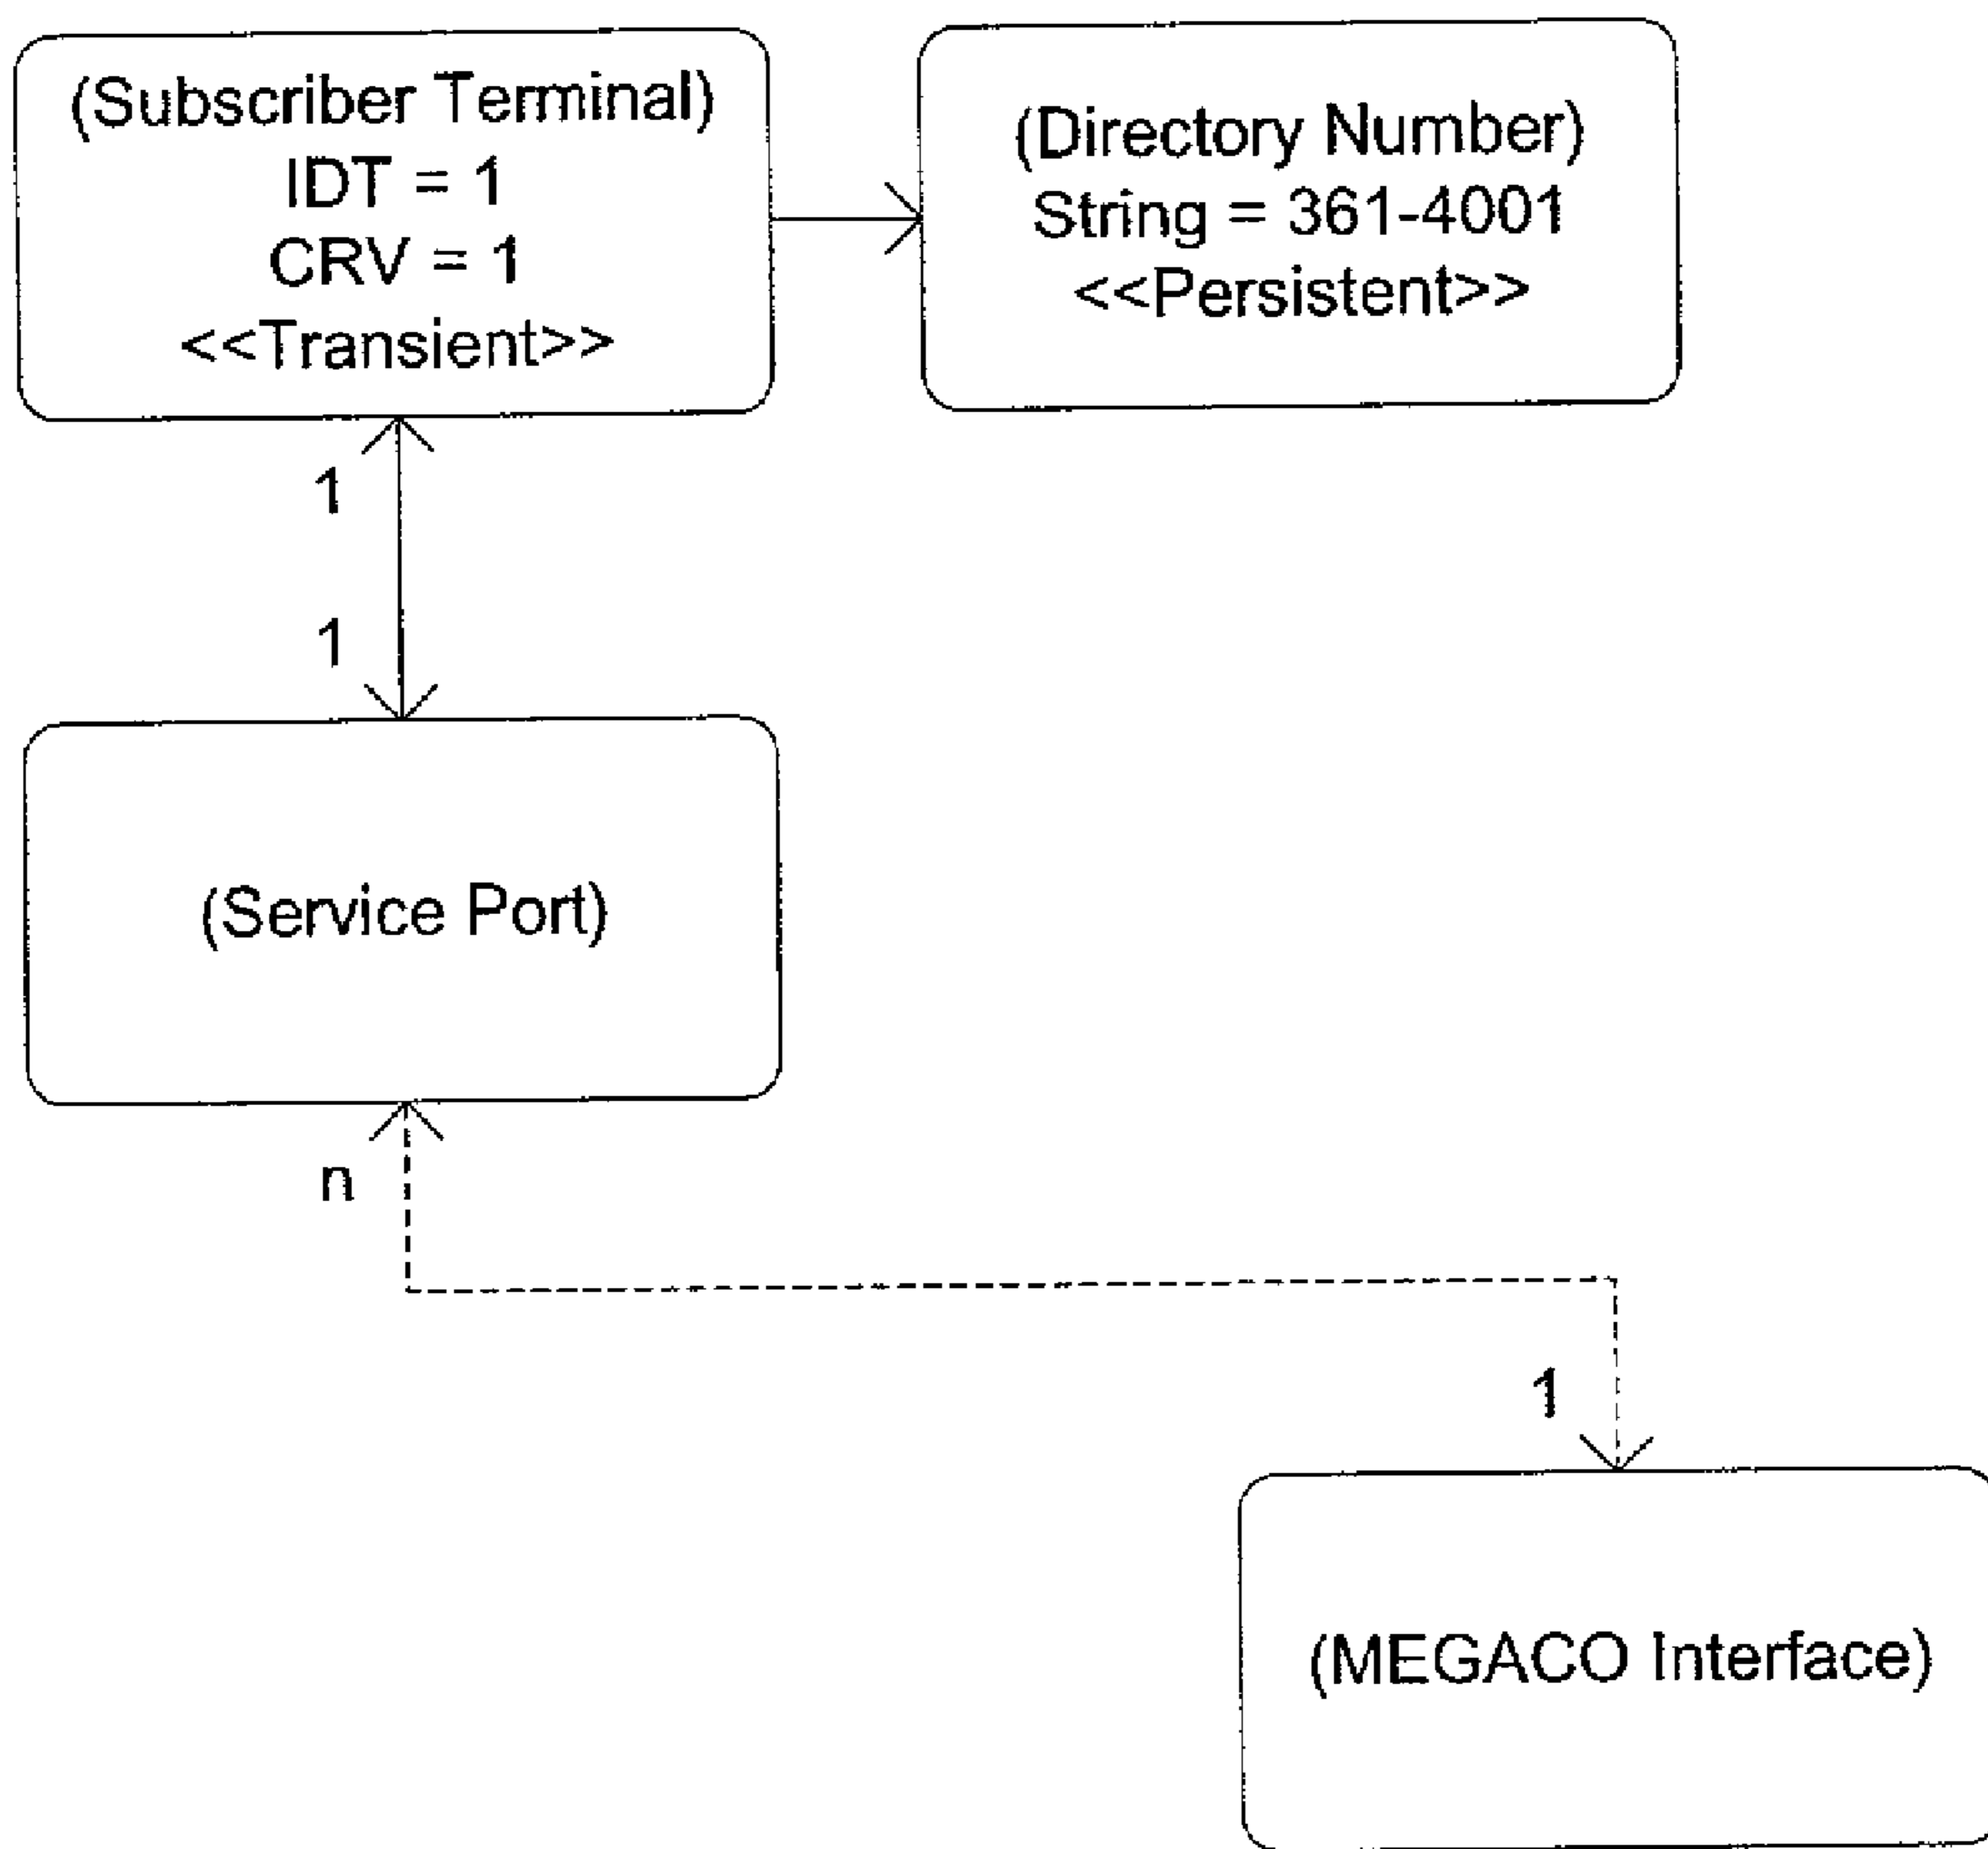 (Subscriber Terminal)
IDT = 1
CRV = 1
<<Transient>>
(Directory Number)
String = 361-4001
<<Persistent>>
1
1
(Service Port)
n
1
(MEGACO Interface)